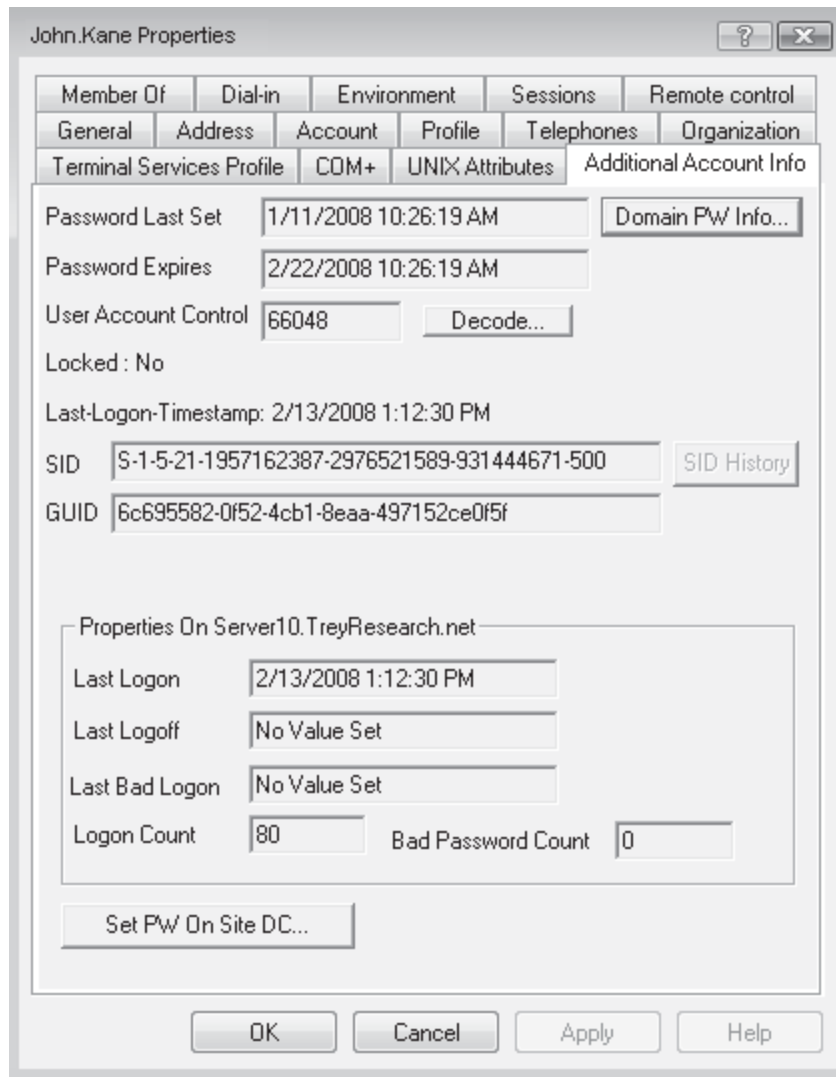 John.Kane Properties
Member Of Dial-in Environment Sessions Remote control
General Address Account Profile Telephones Organization
Terminal Services Profile COM+ UNIX Attributes Additional Account Info
Password Last Set 1/11/2008 10:26:19 AM Domain PW Info...
Password Expires 2/22/2008 10:26:19 AM
User Account Control 66048 Decode...
Locked : No
Last-Logon-Timestamp: 2/13/2008 1:12:30 PM
SID S-1-5-21-1957162387-2976521589-931444671-500 SID History
GUID 6c695582-0f52-4cb1-8eaa-497152ce0f5f
Properties On Server10.TreyResearch.net
Last Logon 2/13/2008 1:12:30 PM
Last Logoff No Value Set
Last Bad Logon No Value Set
Logon Count 80 Bad Password Count 0
Set PW On Site DC...
OK Cancel Apply Help